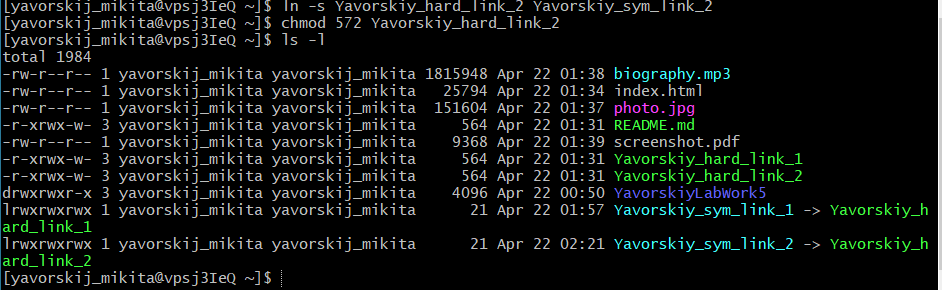 [yavorskij_mikita@vpsj3IeQ ~]$ ln -s Yavorskiy_hard_link_2 Yavorskiy_sym_link_2
[yavorskij_mikita@vpsj3IeQ ~]$ chmod 572 Yavorskiy_hard_link_2
[yavorskij_mikita@vpsj3IeQ ~]$ ls -l
total 1984
-rw-r--r-- 1 yavorskij_mikita yavorskij_mikita 1815948 Apr 22 01:38 biography.mp3
-rw-r--r-- 1 yavorskij_mikita yavorskij_mikita   25794 Apr 22 01:34 index.html
-rw-r--r-- 1 yavorskij_mikita yavorskij_mikita  151604 Apr 22 01:37 photo.jpg
-r-xrwx-w- 3 yavorskij_mikita yavorskij_mikita     564 Apr 22 01:31 README.md
-rw-r--r-- 1 yavorskij_mikita yavorskij_mikita    9368 Apr 22 01:39 screenshot.pdf
-r-xrwx-w- 3 yavorskij_mikita yavorskij_mikita     564 Apr 22 01:31 Yavorskiy_hard_link_1
-r-xrwx-w- 3 yavorskij_mikita yavorskij_mikita     564 Apr 22 01:31 Yavorskiy_hard_link_2
drwxrwxr-x 3 yavorskij_mikita yavorskij_mikita    4096 Apr 22 00:50 YavorskiyLabWork5
lrwxrwxrwx 1 yavorskij_mikita yavorskij_mikita      21 Apr 22 01:57 Yavorskiy_sym_link_1 -> Yavorskiy_h
ard_link_1
lrwxrwxrwx 1 yavorskij_mikita yavorskij_mikita      21 Apr 22 02:21 Yavorskiy_sym_link_2 -> Yavorskiy_h
ard_link_2
[yavorskij_mikita@vpsj3IeQ ~]$